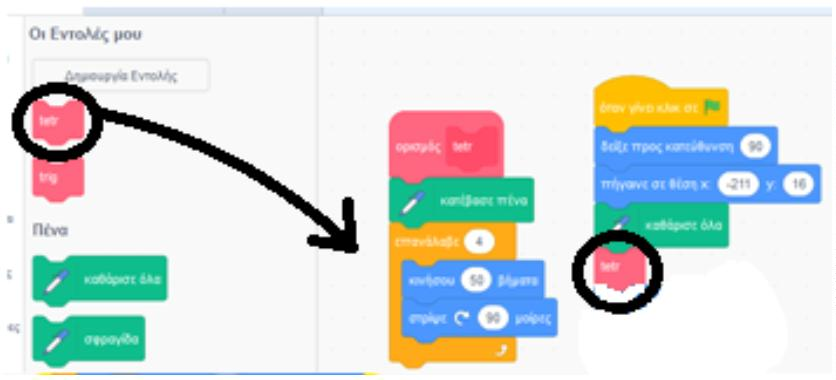 Οι Εντολές μου
Δημιουργία Εντολής
tetr
trig
Πένα
καθάρισε όλα
σφραγίδα
ορισμός tetr
κατέβασε πένα
επανάλαβε 4
κινήσου 50 βήματα
στρίψε 90 μοίρες
όταν γίνει κλικ σε
δείξε προς κατεύθυνση 90
πήγαινε σε θέση x: -211 y: 16
καθάρισε όλα
tetr